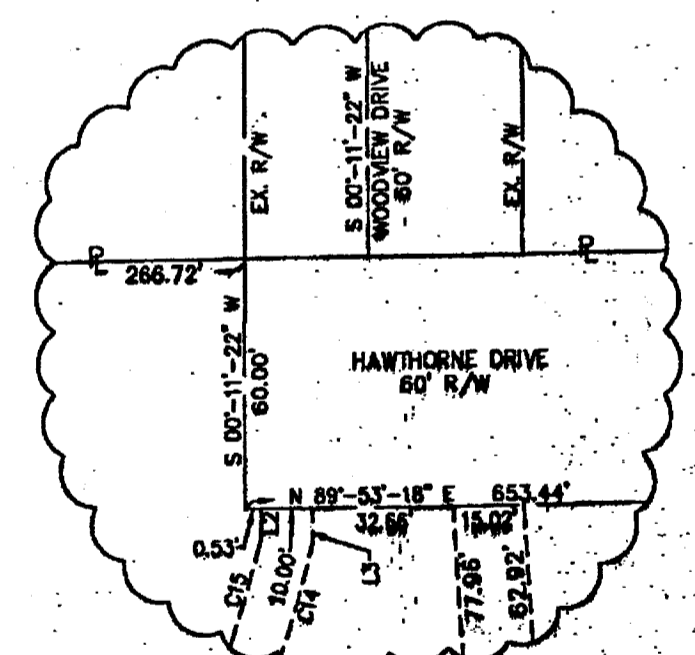 EX. R/W
S 00°-11'-22" W
WOODVIEW DRIVE
- 60' R/W
EX. R/W
PL
PL
266.72'
S 00°-11'-22" W
60.00'
HAWTHORNE DRIVE
60' R/W
N 89°-53'-18" E
653.44'
L2
32.66'
15.02'
0.53'
C15
10.00'
C14
L3
77.96'
62.92'